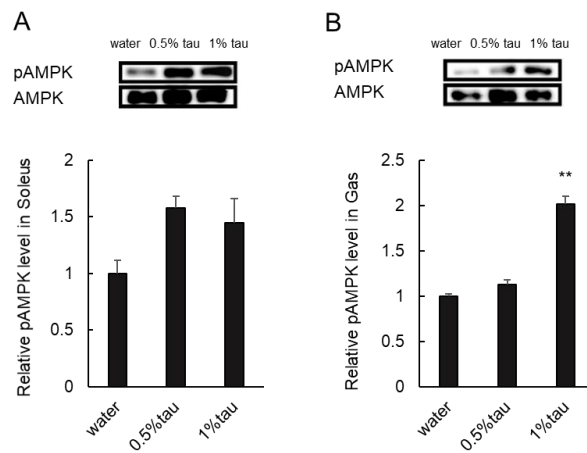 A
water 0.5% tau 1% tau
pAMPK
AMPK
Relative pAMPK level in Soleus
2
1.5
1
0.5
0
water
0.5%tau
1%tau
B
water 0.5% tau 1% tau
pAMPK
AMPK
Relative pAMPK level in Gas
2.5
2
1.5
1
0.5
0
**
water
0.5%tau
1%tau